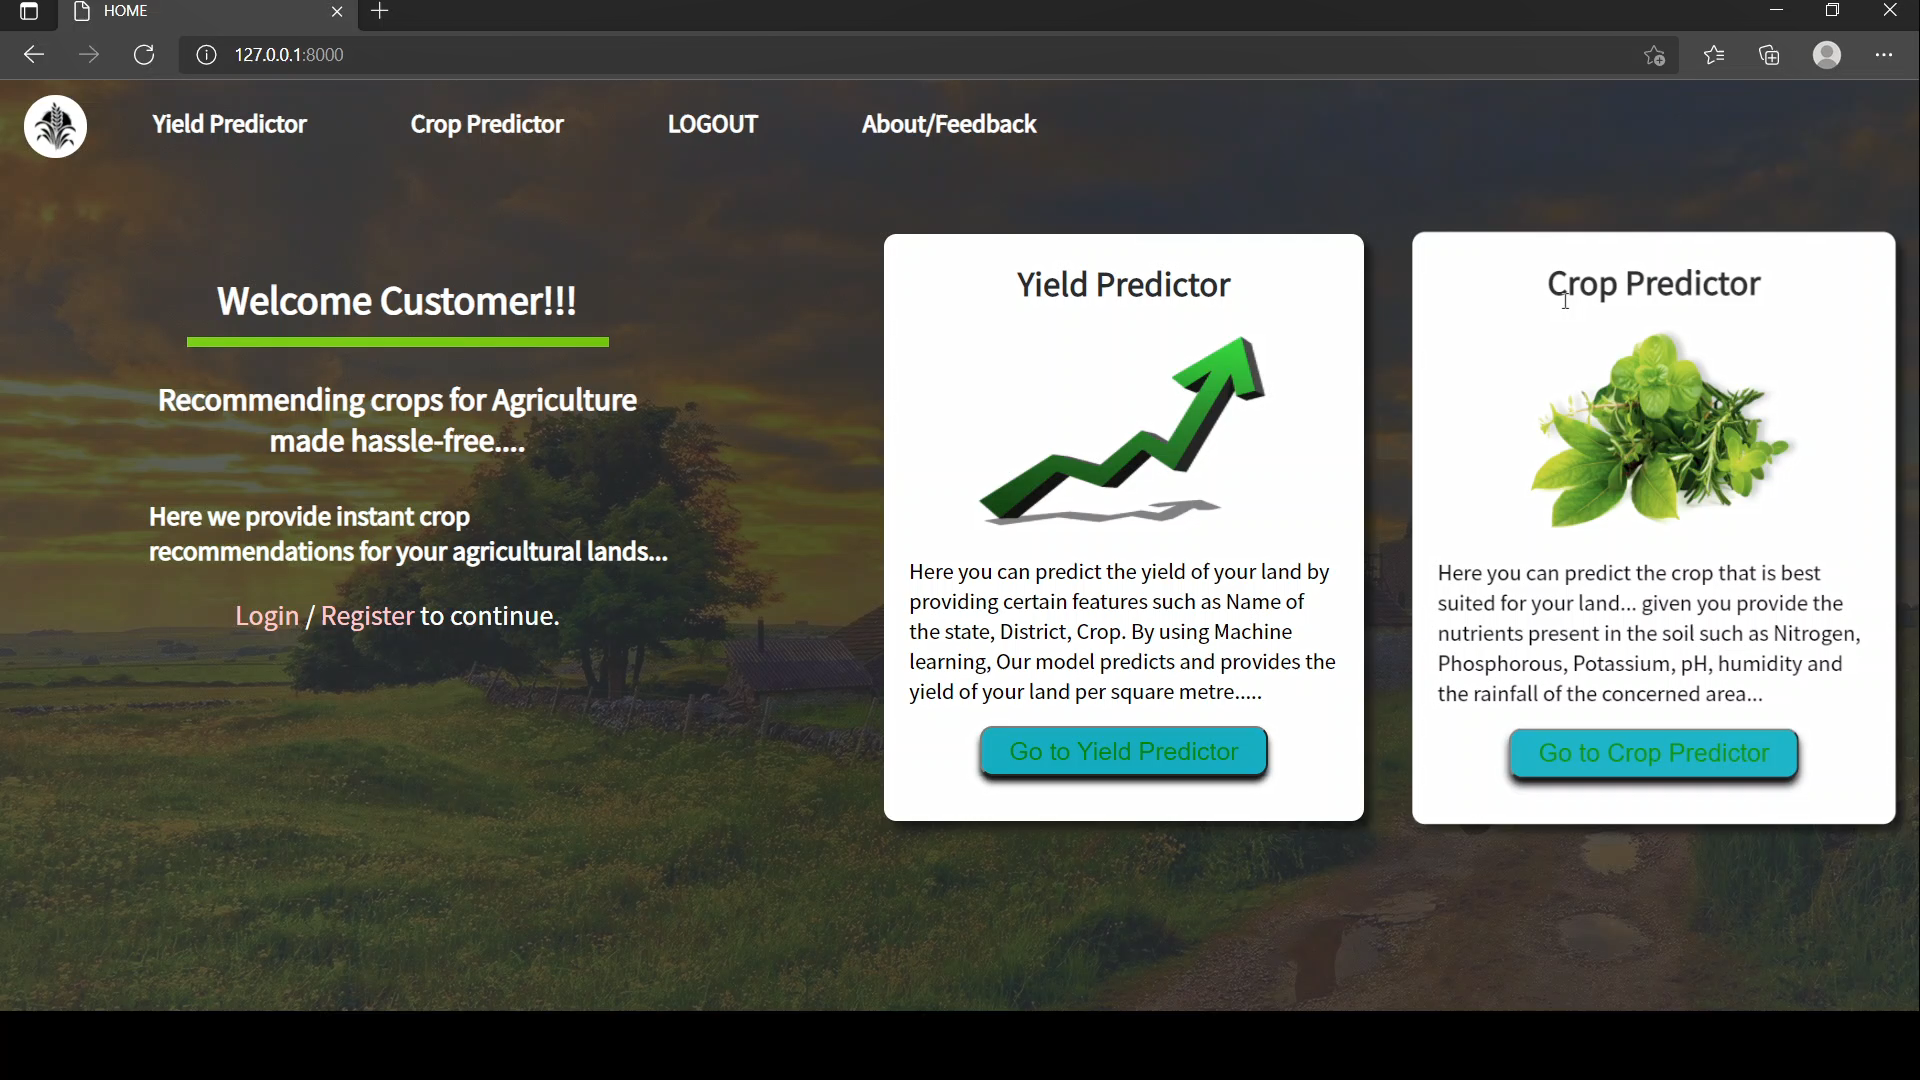 HOME
127.0.0.1:8000
Yield Predictor
Crop Predictor
LOGOUT
About/Feedback
Welcome Customer!!!
Recommending crops for Agriculture
made hassle-free....
Here we provide instant crop
recommendations for your agricultural lands...
Login / Register to continue.
Yield Predictor
Here you can predict the yield of your land by
providing certain features such as Name of
the state, District, Crop. By using Machine
learning, Our model predicts and provides the
yield of your land per square metre.....
Go to Yield Predictor
Crop Predictor
Here you can predict the crop that is best
suited for your land... given you provide the
nutrients present in the soil such as Nitrogen,
Phosphorous, Potassium, pH, humidity and
the rainfall of the concerned area...
Go to Crop Predictor